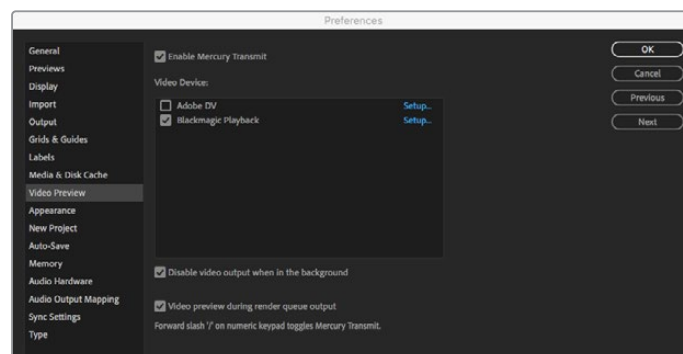 Preferences
General
Previews
Display
Import
Output
Grids & Guides
Labels
Media & Disk Cache
Video Preview
Appearance
New Project
Auto-Save
Memory
Audio Hardware
Audio Output Mapping
Sync Settings
Type
Enable Mercury Transmit
Video Device:
Adobe DV Setup...
Blackmagic Playback Setup...
Disable video output when in the background
Video preview during render queue output
Forward slash '/' on numeric keypad toggles Mercury Transmit.
OK
Cancel
Previous
Next